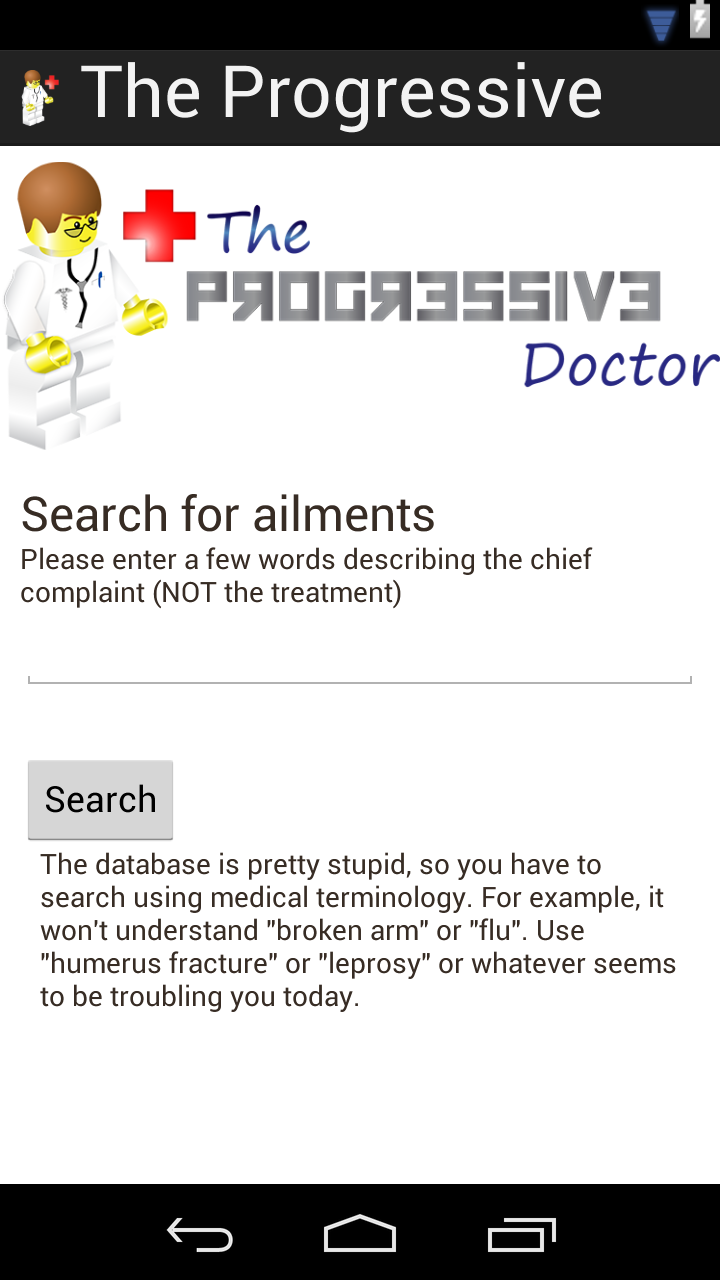 The Progressive
The
PROGRESSIVE
Doctor
Search for ailments
Please enter a few words describing the chief
complaint (NOT the treatment)
Search
The database is pretty stupid, so you have to
search using medical terminology. For example, it
won't understand "broken arm" or "flu". Use
"humerus fracture" or "leprosy" or whatever seems
to be troubling you today.